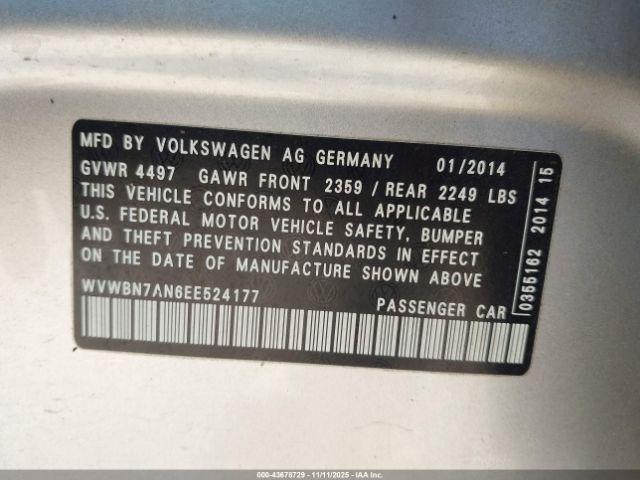 MFD BY VOLKSWAGEN AG GERMANY 01/2014
GVWR 4497 GAWR FRONT 2359 / REAR 2249 LBS
THIS VEHICLE CONFORMS TO ALL APPLICABLE
U.S. FEDERAL MOTOR VEHICLE SAFETY, BUMPER
AND THEFT PREVENTION STANDARDS IN EFFECT
ON THE DATE OF MANUFACTURE SHOWN ABOVE
WVWBN7AN6EE524177 PASSENGER CAR
0355162 2014 15
000-43678729 - 11/11/2025 - IAAI.COM